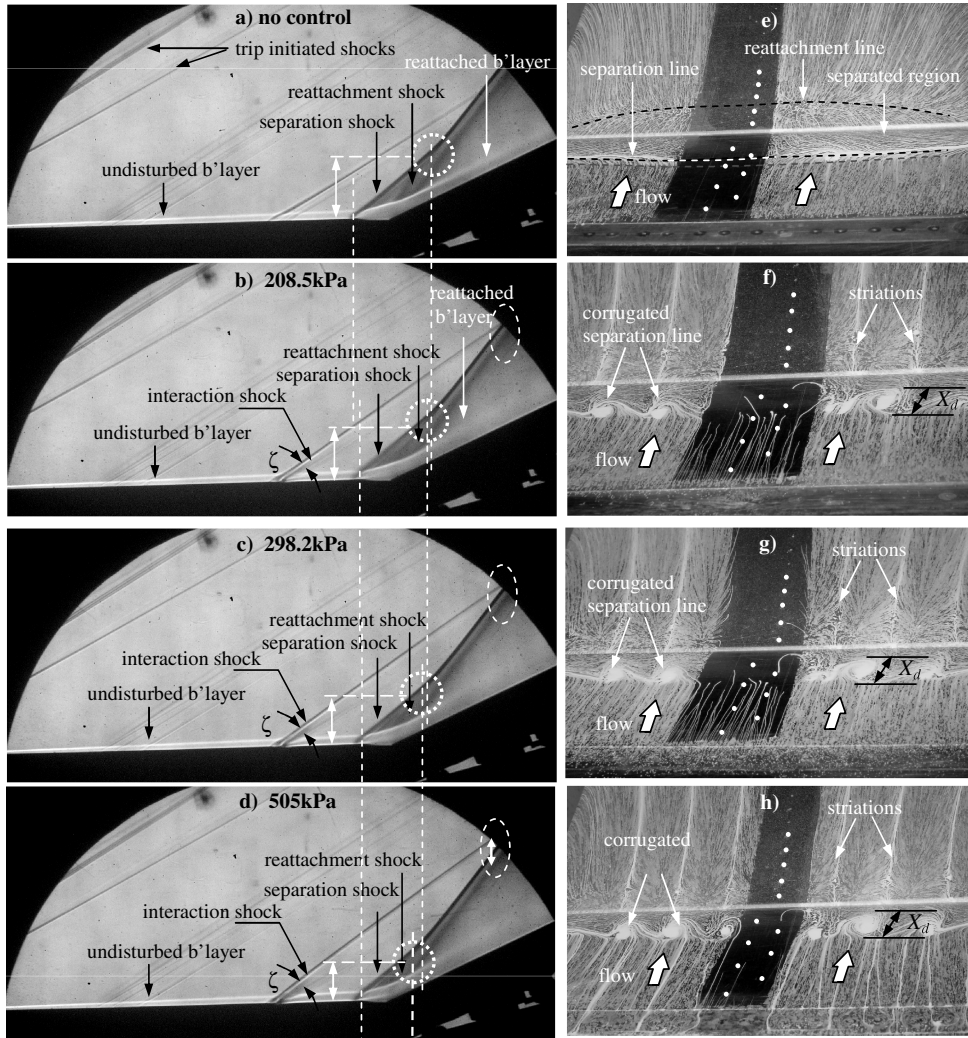 a) no control
trip initiated shocks
reattached b'layer
reattachment shock
separation shock
undisturbed b'layer
e)
reattachment line
separation line
separated region
flow
b) 208.5kPa
reattached
b'layer
reattachment shock
separation shock
interaction shock
undisturbed b'layer
ζ
f)
corrugated
separation line
striations
X_d
flow
c) 298.2kPa
reattachment shock
separation shock
interaction shock
undisturbed b'layer
ζ
g)
striations
corrugated
separation line
X_d
flow
d) 505kPa
reattachment shock
separation shock
interaction shock
undisturbed b'layer
ζ
h)
striations
corrugated
X_d
flow